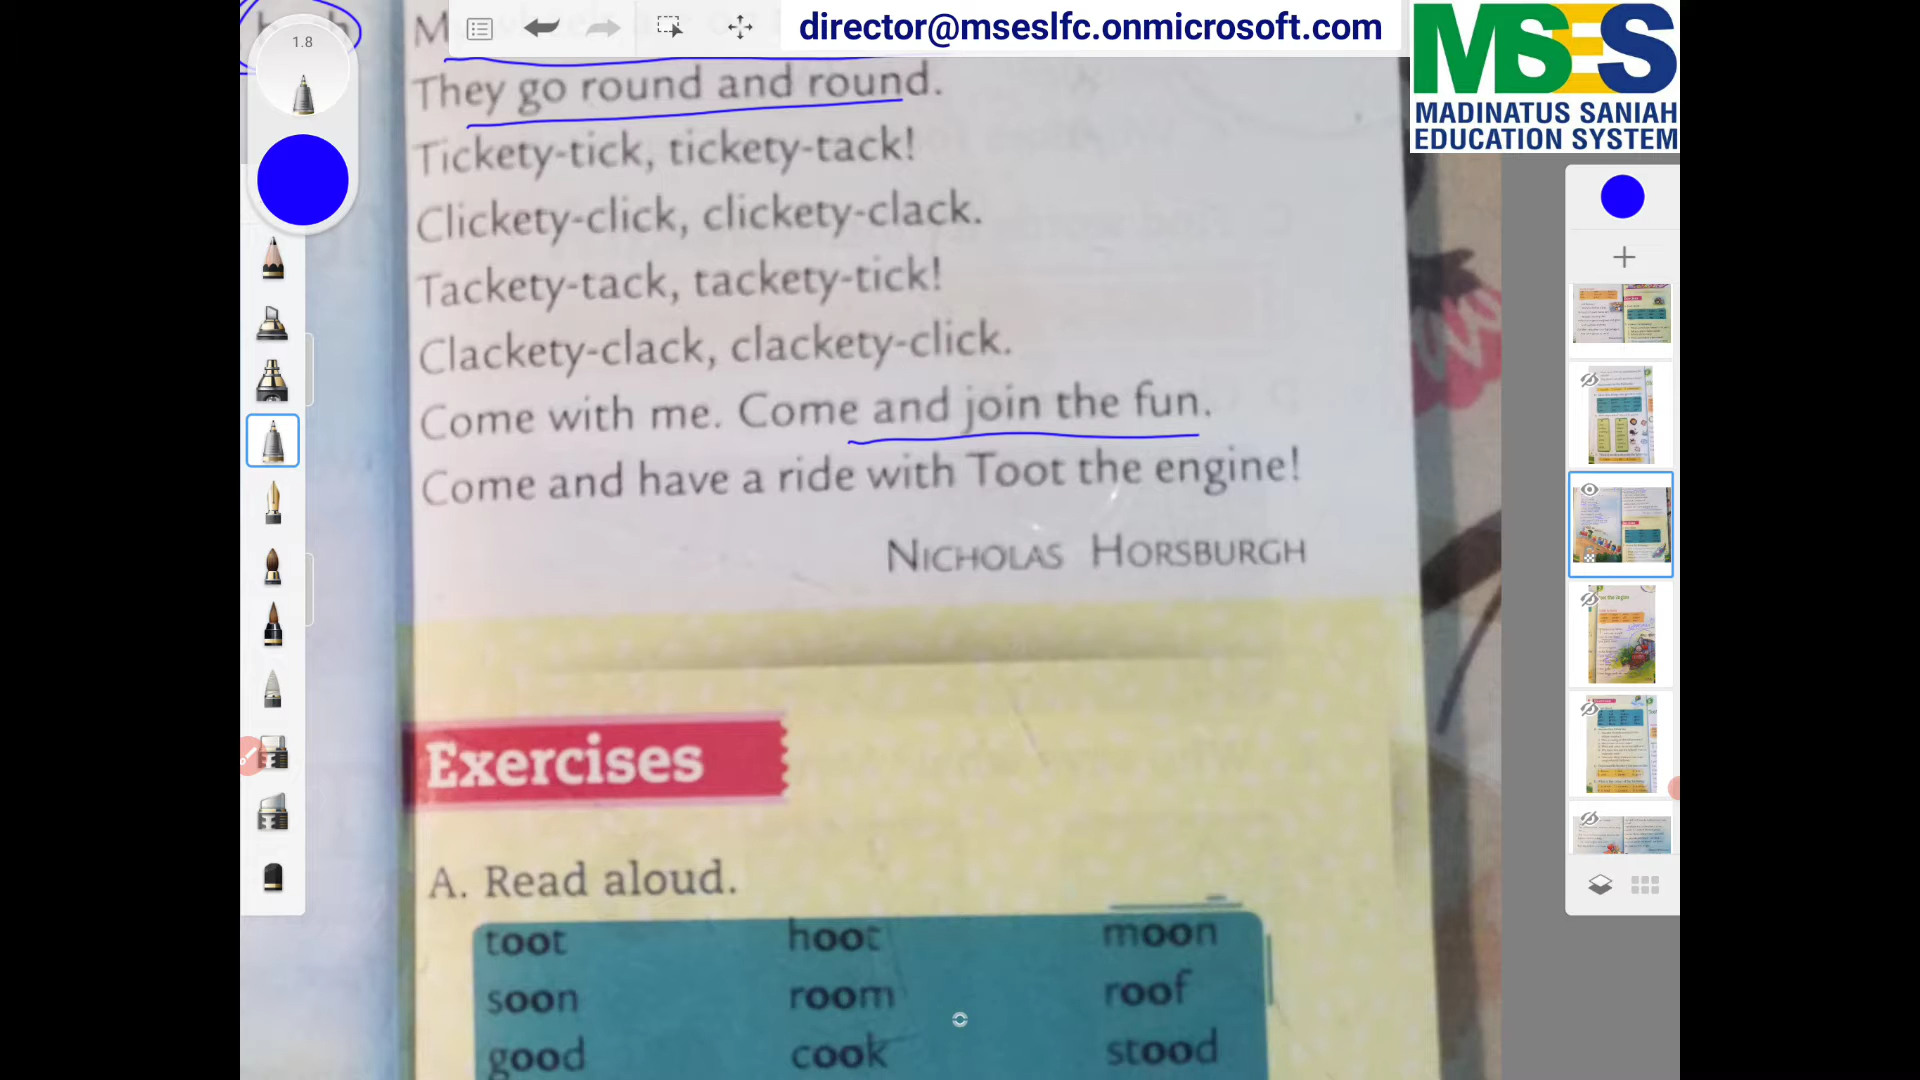 1.8
director@mseslfc.onmicrosoft.com
MSES
MADINATUS SANIAH
EDUCATION SYSTEM
They go round and round.
Tickety-tick, tickety-tack!
Clickety-click, clickety-clack.
Tackety-tack, tackety-tick!
Clackety-clack, clackety-click.
Come with me. Come and join the fun.
Come and have a ride with Toot the engine!
NICHOLAS HORSBURGH
Exercises
A. Read aloud.
toot hoot moon
soon room roof
good cook stood